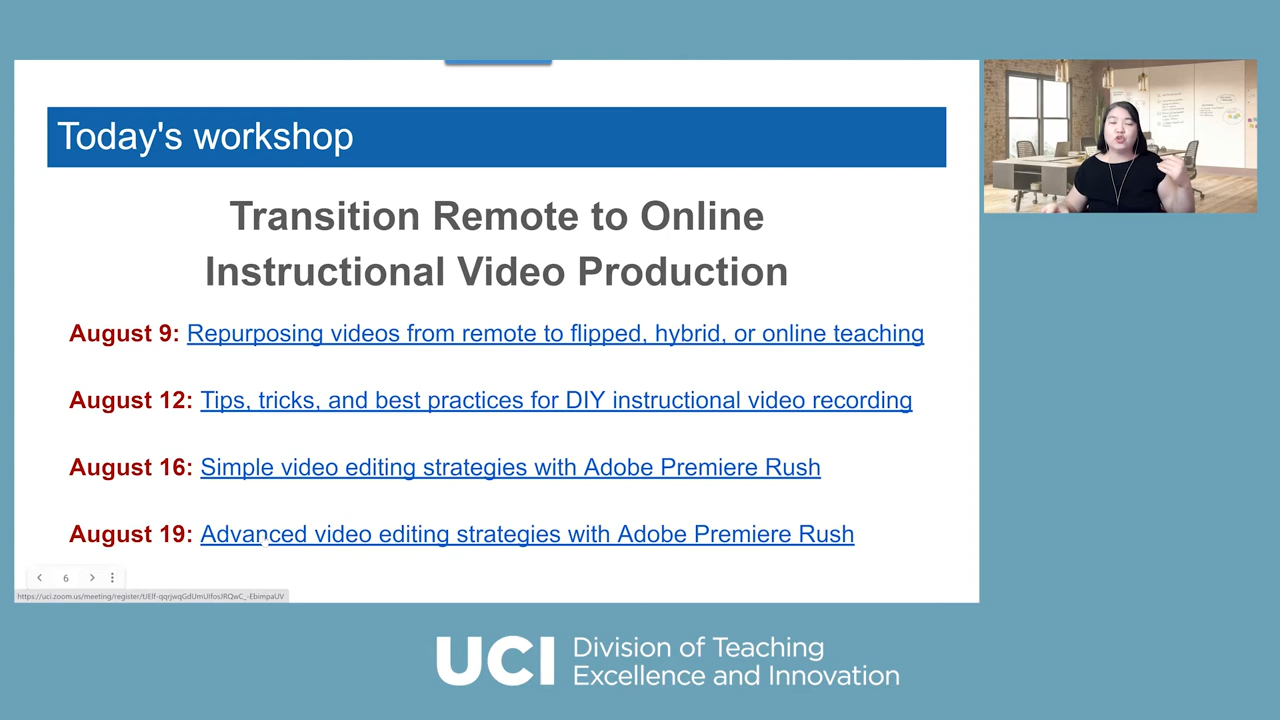 Today's workshop
Transition Remote to Online
Instructional Video Production
August 9: Repurposing videos from remote to flipped, hybrid, or online teaching
August 12: Tips, tricks, and best practices for DIY instructional video recording
August 16: Simple video editing strategies with Adobe Premiere Rush
August 19: Advanced video editing strategies with Adobe Premiere Rush
6
UCI Division of Teaching
Excellence and Innovation